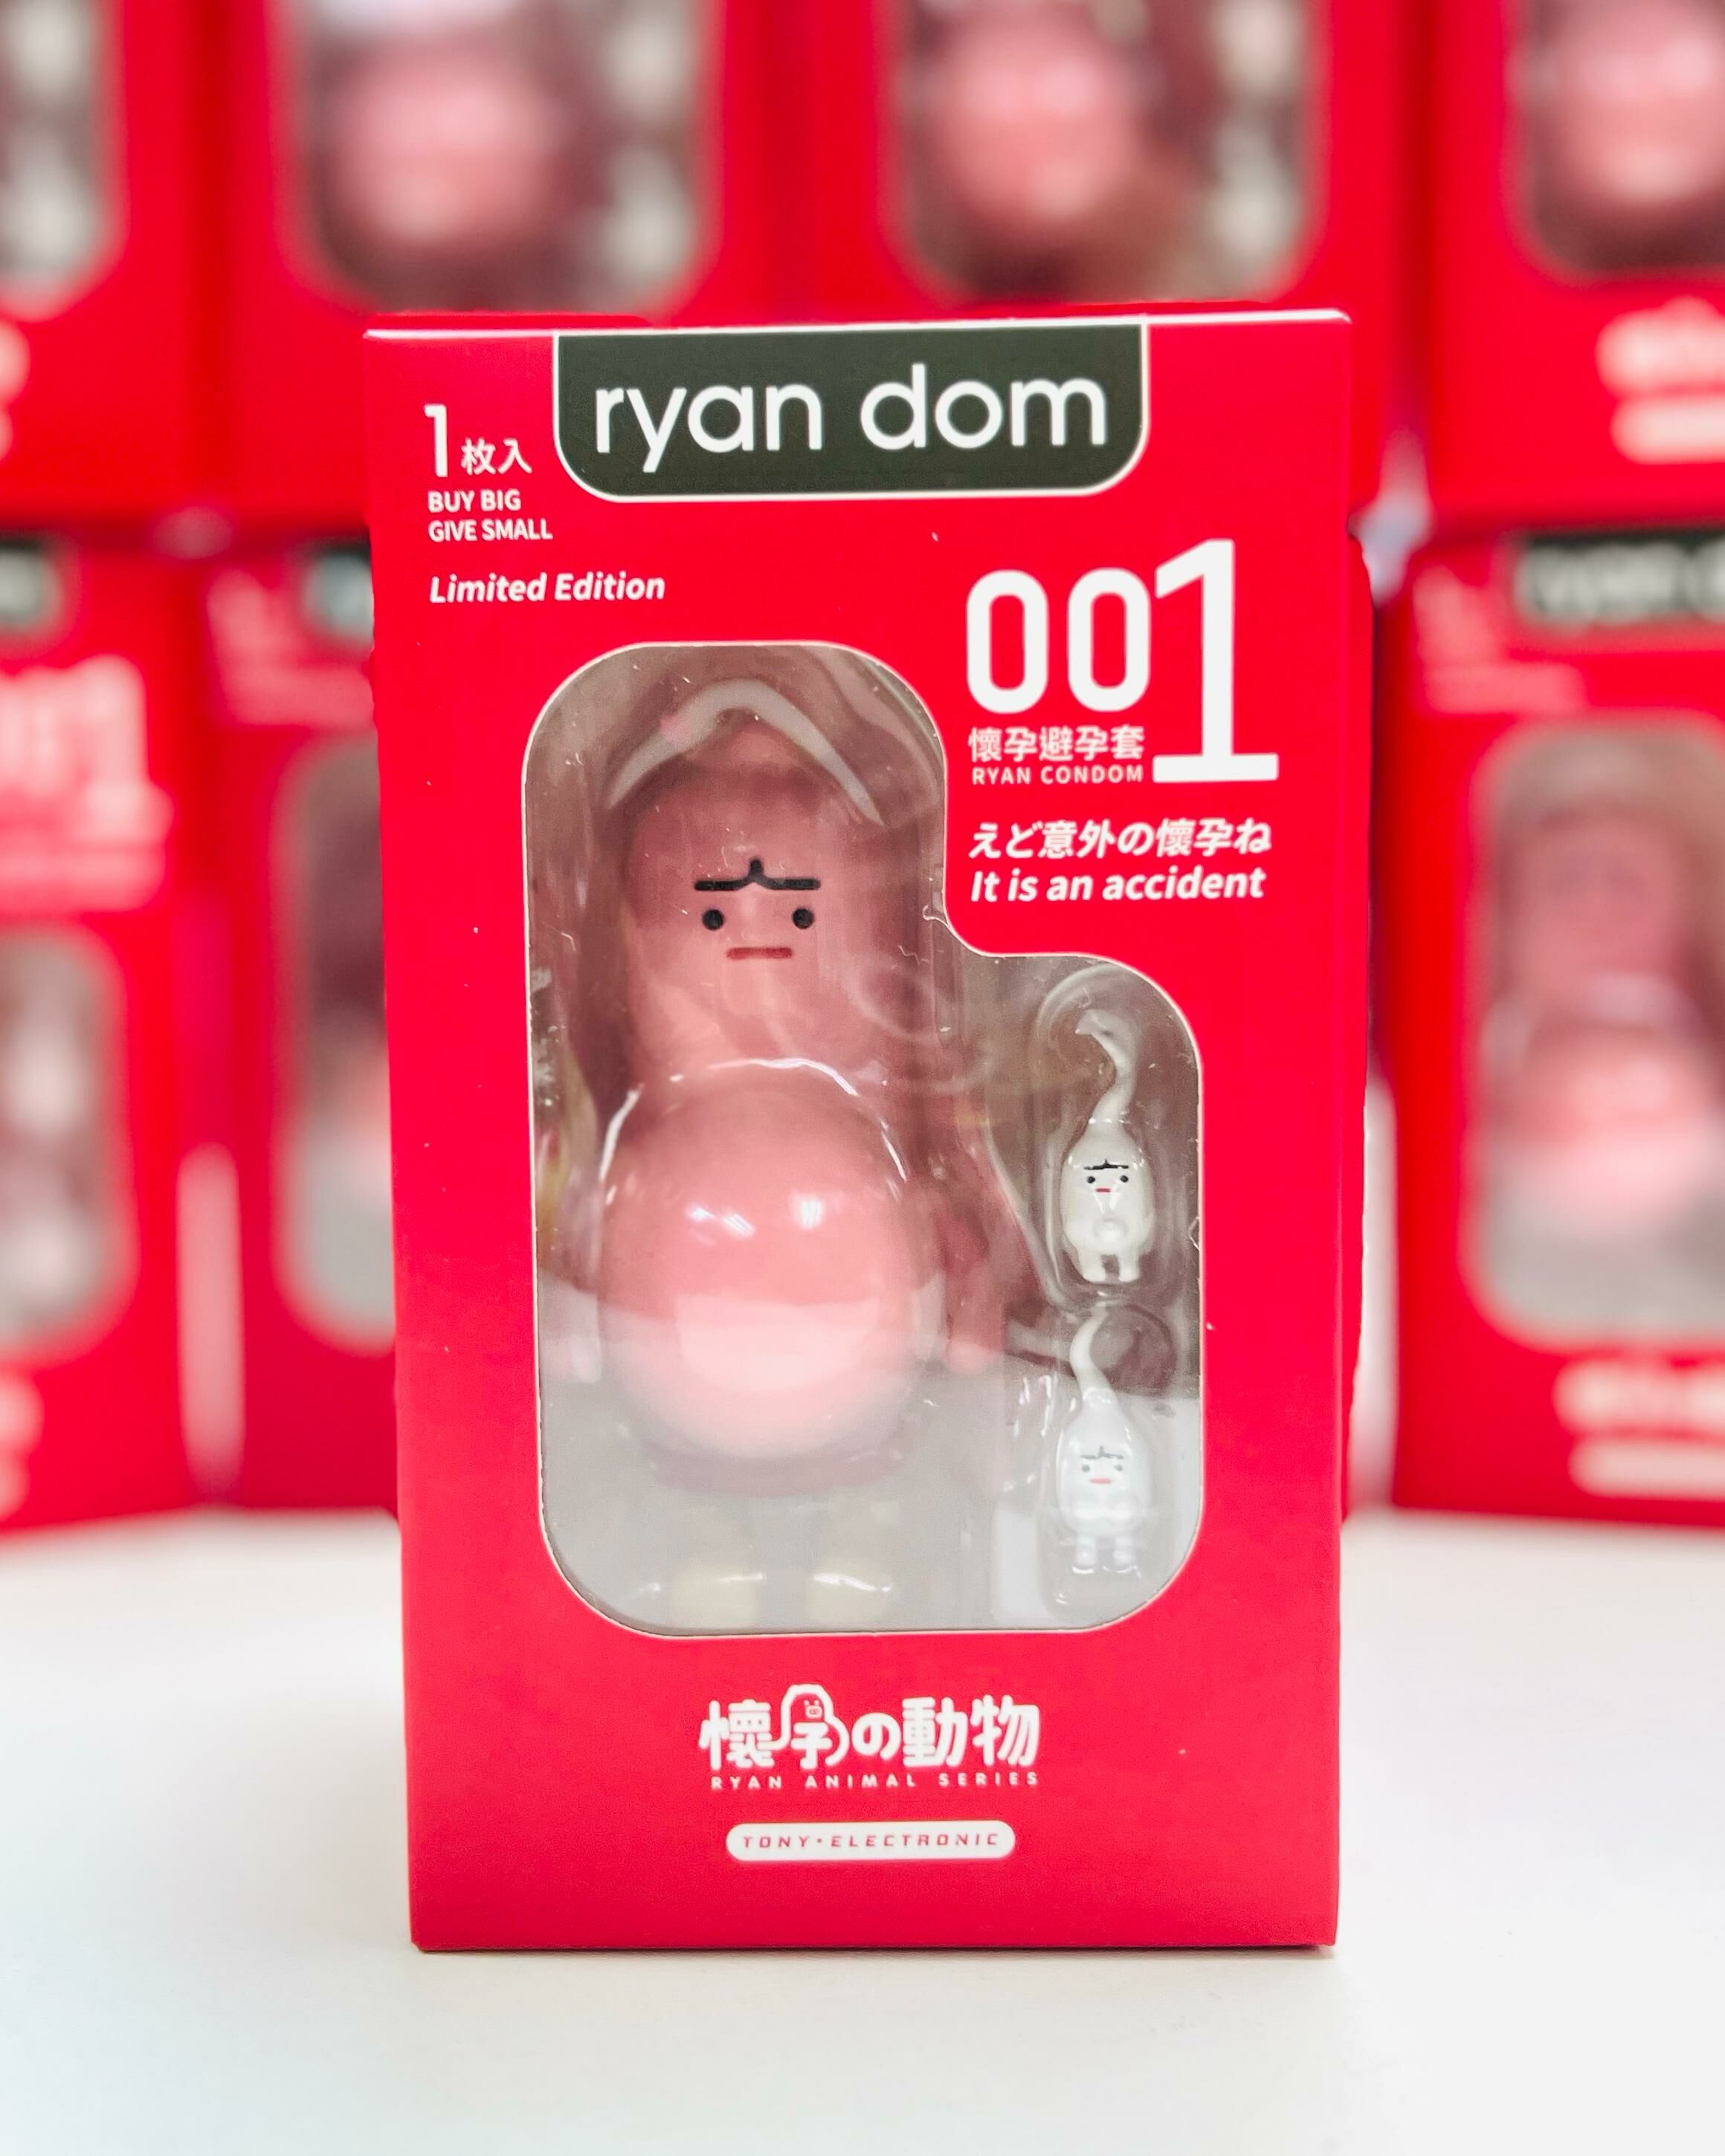 ryan dom
1枚入
BUY BIG
GIVE SMALL
Limited Edition
001
懷孕避孕套
RYAN CONDOM
えど意外の懷孕ね
It is an accident
懷孕の動物
RYAN ANIMAL SERIES
TONY·ELECTRONIC